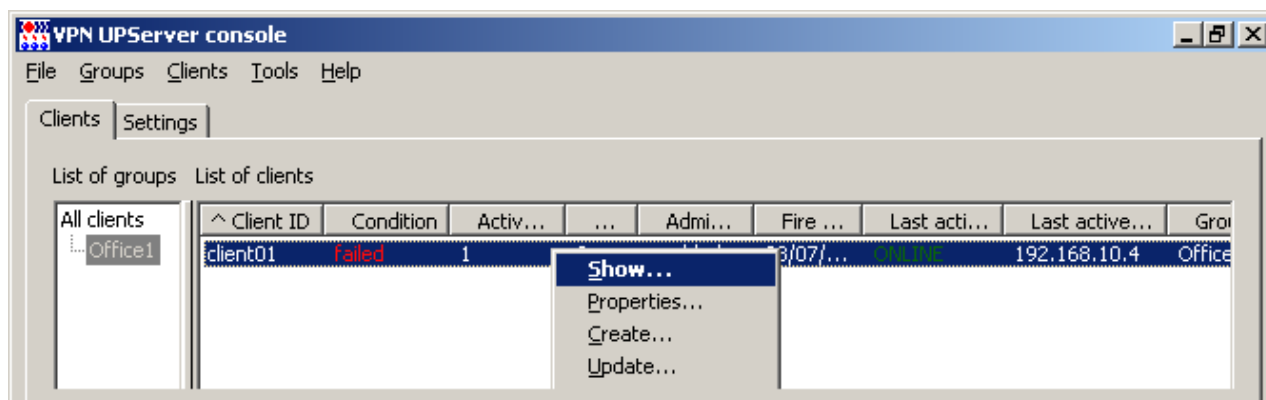 VPN UPServer console
File Groups Clients Tools Help
Clients Settings
List of groups List of clients
All clients ^ Client ID Condition Activ... ... Admi... Fire ... Last acti... Last active... Grou
Office1 client01 failed 1 3/07/... ONLINE 192.168.10.4 Office
Show...
Properties...
Create...
Update...